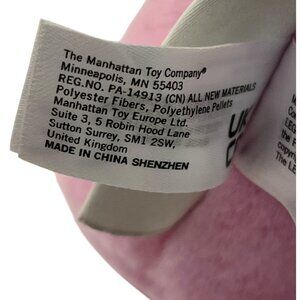 The Manhattan Toy Company®
Minneapolis, MN 55403
REG.NO. PA-14913 (CN) ALL NEW MATERIALS
Polyester Fibers, Polyethylene Pellets
Manhattan Toy Europe Ltd.
Suite 3, 5 Robin Hood Lane
Sutton Surrey, SM1 2SW,
United Kingdom
MADE IN CHINA SHENZHEN